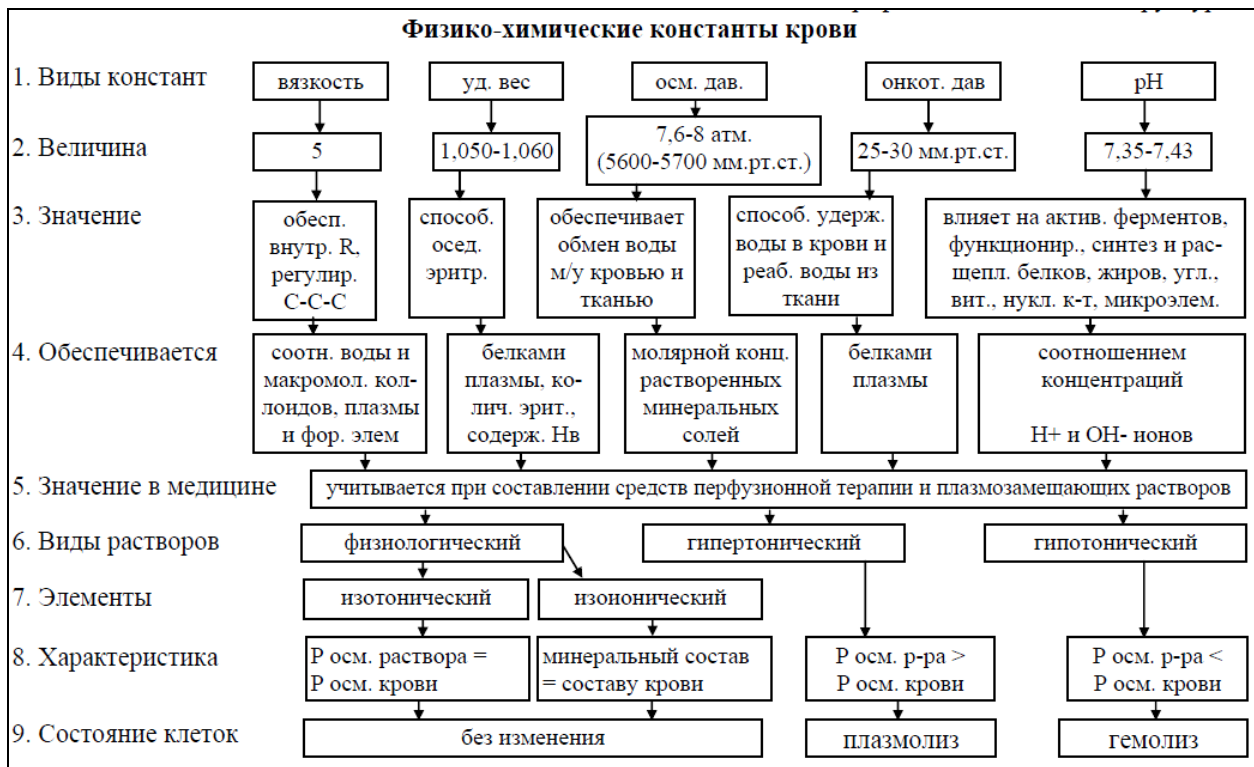 Физико-химические константы крови
1. Виды констант
вязкость
уд. вес
осм. дав.
онкот. дав
рН
2. Величина
5
1,050-1,060
7,6-8 атм.
(5600-5700 мм.рт.ст.)
25-30 мм.рт.ст.
7,35-7,43
3. Значение
обесп.
внутр. R,
регулир.
С-С-С
способ.
осед.
эритр.
обеспечивает
обмен воды
м/у кровью и
тканью
способ. удерж.
воды в крови и
реаб. воды из
ткани
влияет на актив. ферментов,
функционир., синтез и рас-
щепл. белков, жиров, угл.,
вит., нукл. к-т, микроэлем.
4. Обеспечивается
соотн. воды и
макромол. кол-
лоидов, плазмы
и фор. элем
белками
плазмы, ко-
лич. эрит.,
содерж. Нв
молярной конц.
растворенных
минеральных
солей
белками
плазмы
соотношением
концентраций
Н+ и ОН- ионов
5. Значение в медицине
учитывается при составлении средств перфузионной терапии и плазмозамещающих растворов
6. Виды растворов
физиологический
гипертонический
гипотонический
7. Элементы
изотонический
изоионический
8. Характеристика
Р осм. раствора =
Р осм. крови
минеральный состав
= составу крови
Р осм. р-ра >
Р осм. крови
Р осм. р-ра <
Р осм. крови
9. Состояние клеток
без изменения
плазмолиз
гемолиз